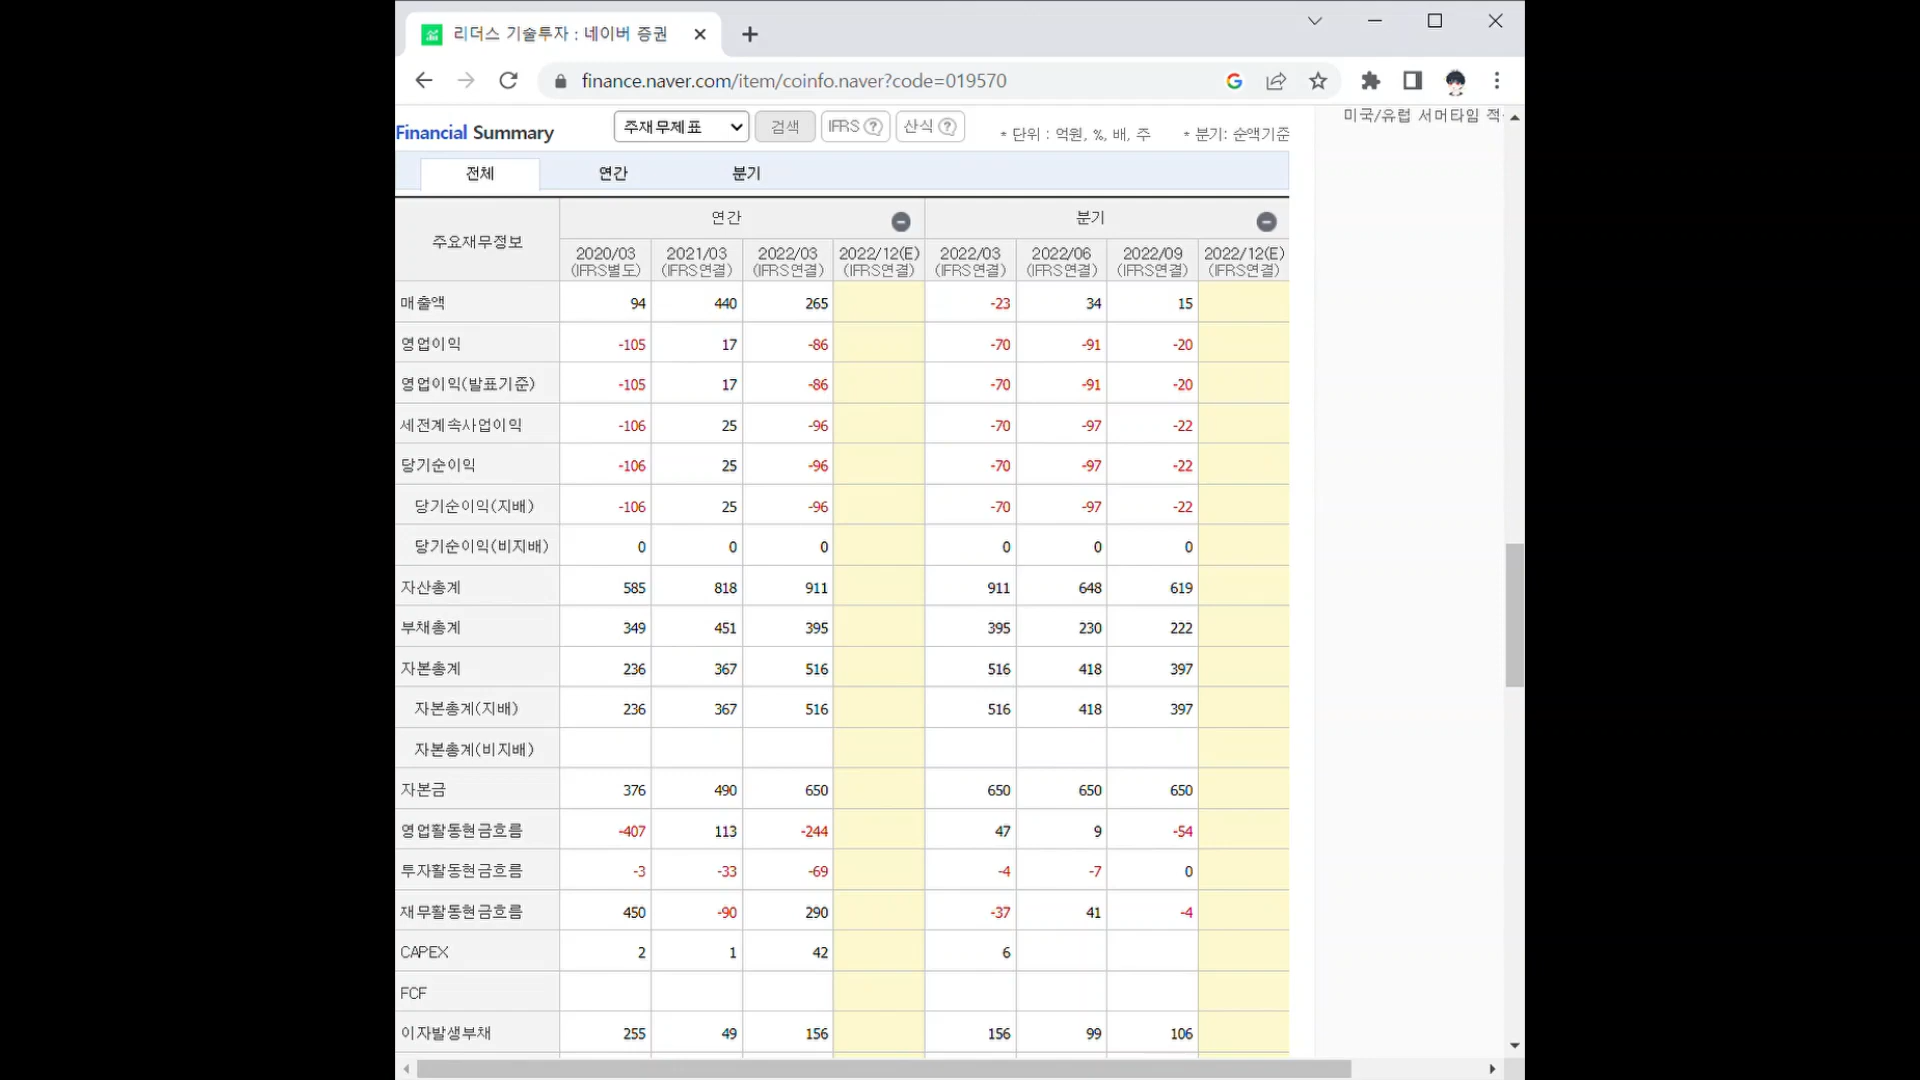 리더스 기술투자 : 네이버 증권
finance.naver.com/item/coinfo.naver?code=019570
미국/유럽 서머타임 적
Financial Summary 주재무제표 검색 IFRS ? 산식 ? * 단위 : 억원, %, 배, 주 * 분기: 순액기준
전체 연간 분기
주요재무정보 연간 분기
2020/03 2021/03 2022/03 2022/12(E) 2022/03 2022/06 2022/09 2022/12(E)
(IFRS별도) (IFRS연결) (IFRS연결) (IFRS연결) (IFRS연결) (IFRS연결) (IFRS연결) (IFRS연결)
매출액 94 440 265 -23 34 15
영업이익 -105 17 -86 -70 -91 -20
영업이익(발표기준) -105 17 -86 -70 -91 -20
세전계속사업이익 -106 25 -96 -70 -97 -22
당기순이익 -106 25 -96 -70 -97 -22
당기순이익(지배) -106 25 -96 -70 -97 -22
당기순이익(비지배) 0 0 0 0 0 0
자산총계 585 818 911 911 648 619
부채총계 349 451 395 395 230 222
자본총계 236 367 516 516 418 397
자본총계(지배) 236 367 516 516 418 397
자본총계(비지배)
자본금 376 490 650 650 650 650
영업활동현금흐름 -407 113 -244 47 9 -54
투자활동현금흐름 -3 -33 -69 -4 -7 0
재무활동현금흐름 450 -90 290 -37 41 -4
CAPEX 2 1 42 6
FCF
이자발생부채 255 49 156 156 99 106